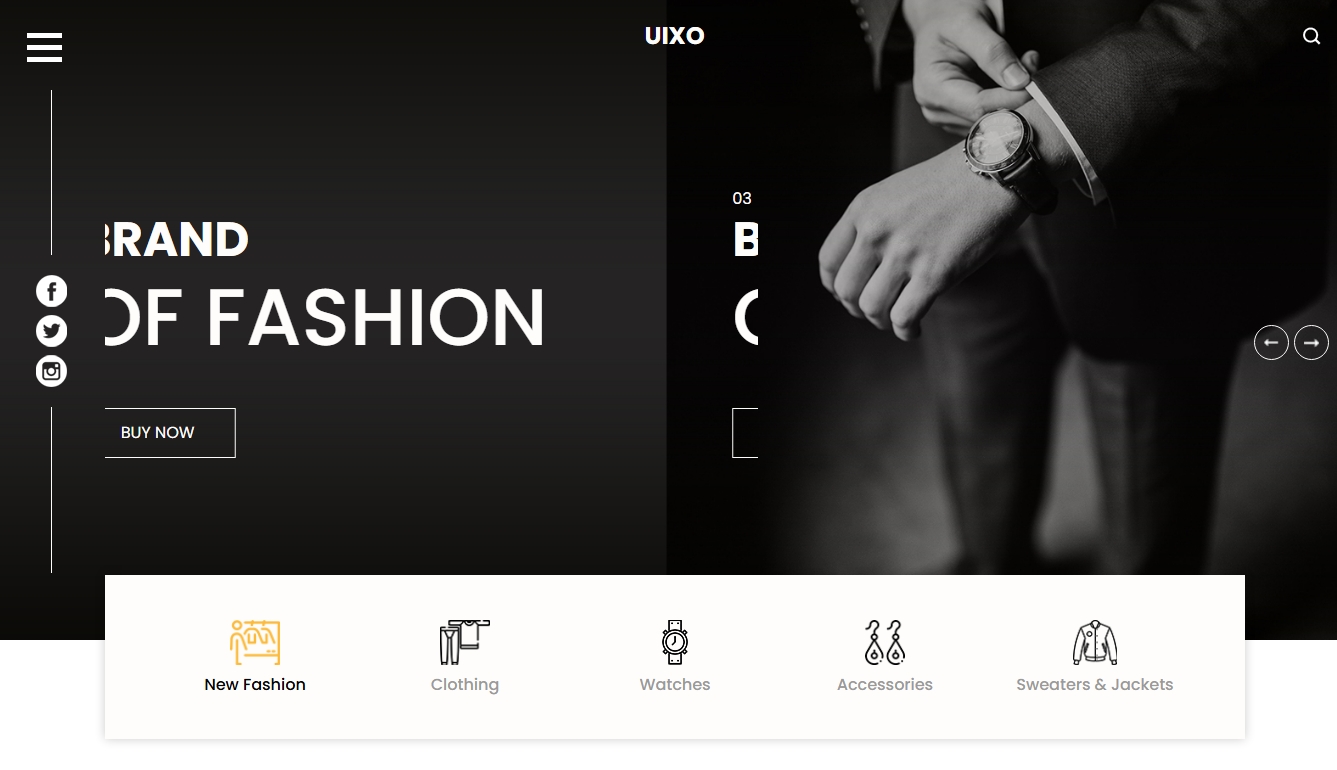 UIXO
03
BRAND
B
OF FASHION
BUY NOW
New Fashion
Clothing
Watches
Accessories
Sweaters & Jackets